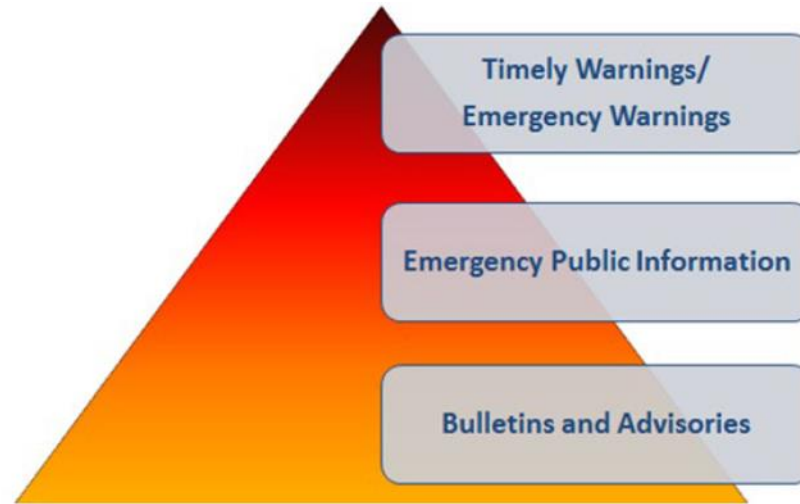 Timely Warnings/
Emergency Warnings
Emergency Public Information
Bulletins and Advisories